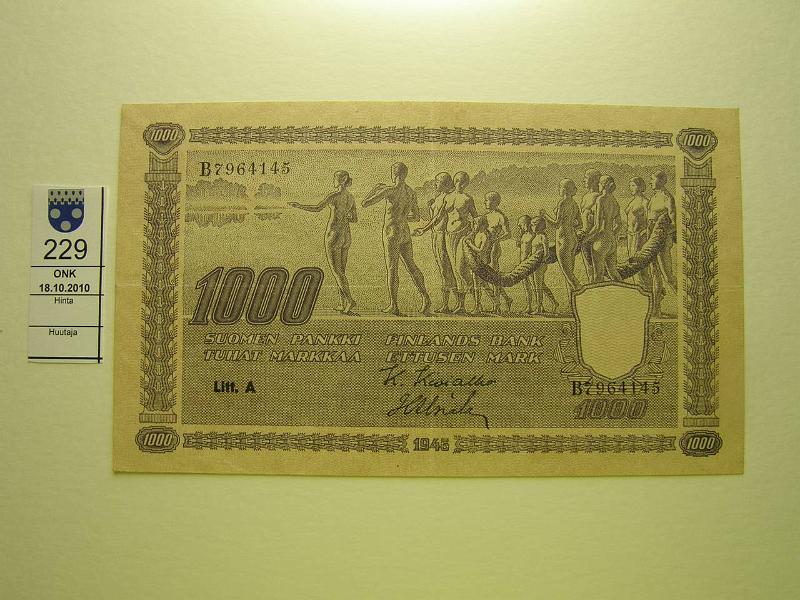 229
ONK
18.10.2010
Hinta
Huutaja
1000
1000
B7964145
1000
SUOMEN PANKKI FINLANDS BANK
TUHAT MARKKAA ETTUSEN MARK
Litt. A
B7964145
1000
1000
1945
1000